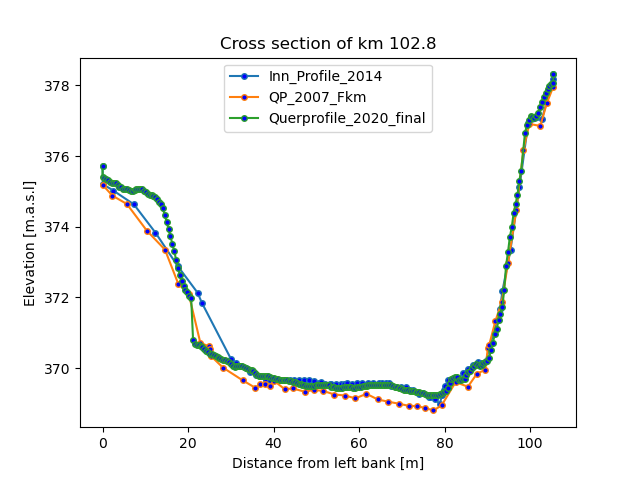 Cross section of km 102.8
Inn_Profile_2014
QP_2007_Fkm
Querprofile_2020_final
Elevation [m.a.s.l]
378
376
374
372
370
0 20 40 60 80 100
Distance from left bank [m]